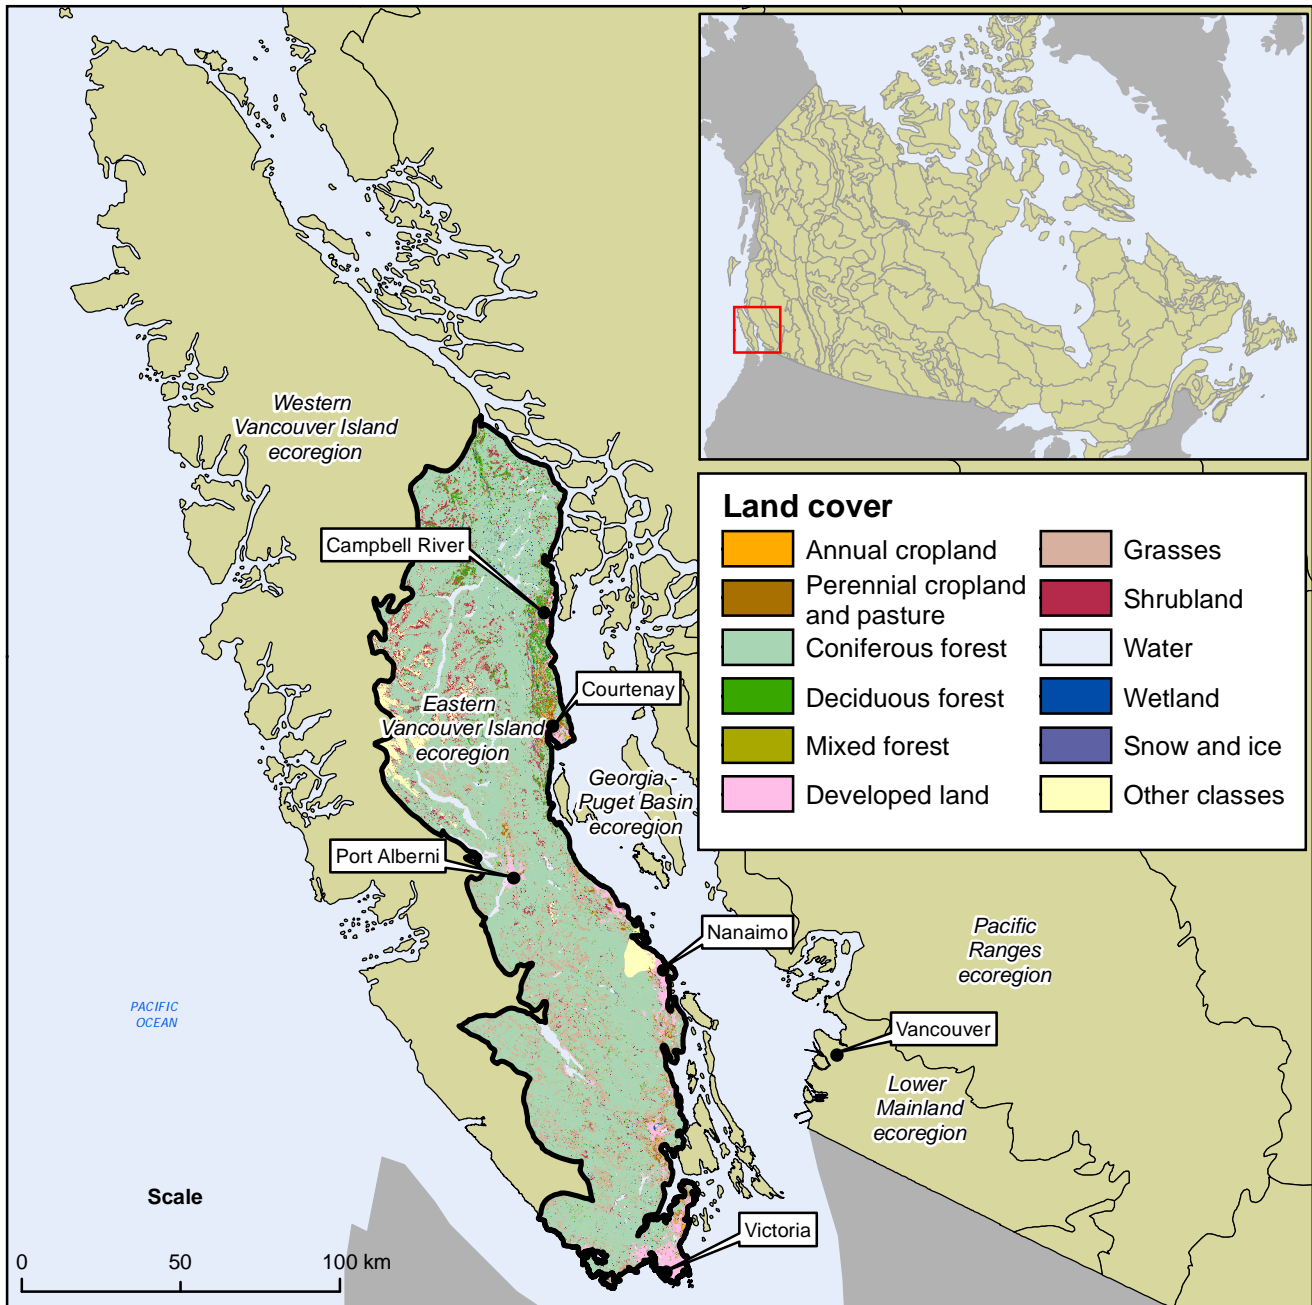 Western
Vancouver Island
ecoregion
Campbell River
Courtenay
Eastern
Vancouver Island
ecoregion
Georgia -
Puget Basin
ecoregion
Port Alberni
Nanaimo
Pacific
Ranges
ecoregion
PACIFIC
OCEAN
Vancouver
Lower
Mainland
ecoregion
Victoria
Scale
0
50
100 km
Land cover
Annual cropland
Perennial cropland
and pasture
Coniferous forest
Deciduous forest
Mixed forest
Developed land
Grasses
Shrubland
Water
Wetland
Snow and ice
Other classes